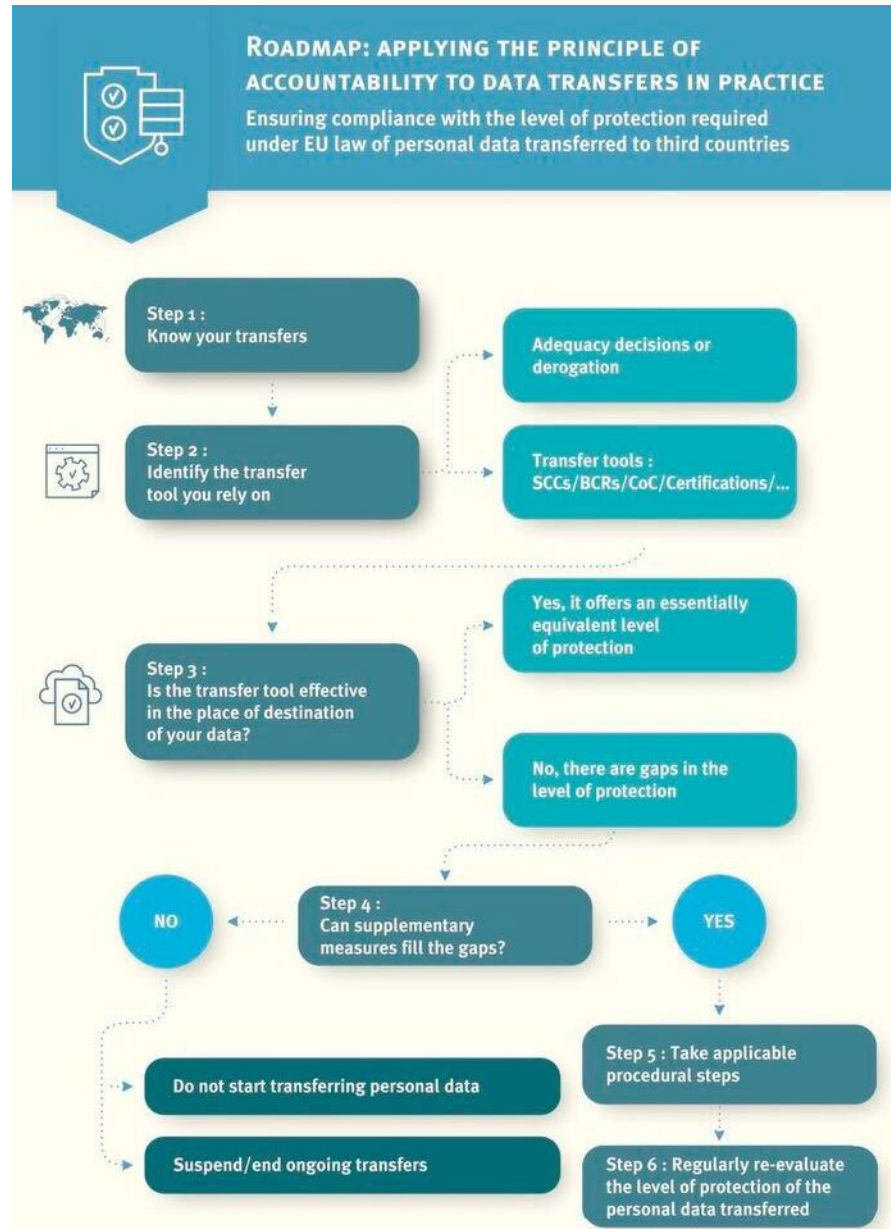 ROADMAP: APPLYING THE PRINCIPLE OF
ACCOUNTABILITY TO DATA TRANSFERS IN PRACTICE
Ensuring compliance with the level of protection required
under EU law of personal data transferred to third countries
Step 1 :
Know your transfers
Adequacy decisions or
derogation
Step 2 :
Identify the transfer
tool you rely on
Transfer tools :
SCCs/BCRs/CoC/Certifications/...
Yes, it offers an essentially
equivalent level
of protection
Step 3 :
Is the transfer tool effective
in the place of destination
of your data?
No, there are gaps in the
level of protection
NO
Step 4 :
Can supplementary
measures fill the gaps?
YES
Step 5 : Take applicable
procedural steps
Do not start transferring personal data
Suspend/end ongoing transfers
Step 6 : Regularly re-evaluate
the level of protection of the
personal data transferred